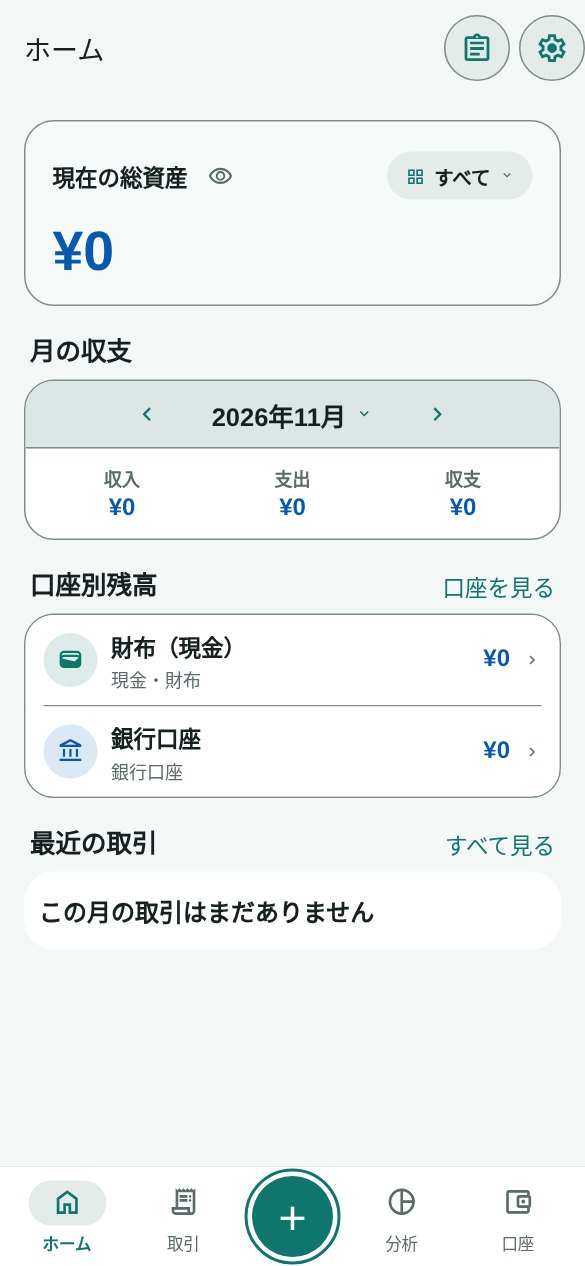 ホーム
現在の総資産
すべて
¥0
月の収支
2026年11月
収入 支出 収支
¥0 ¥0 ¥0
口座別残高 口座を見る
財布（現金）
現金・財布
¥0
銀行口座
銀行口座
¥0
最近の取引 すべて見る
この月の取引はまだありません
ホーム 取引 分析 口座